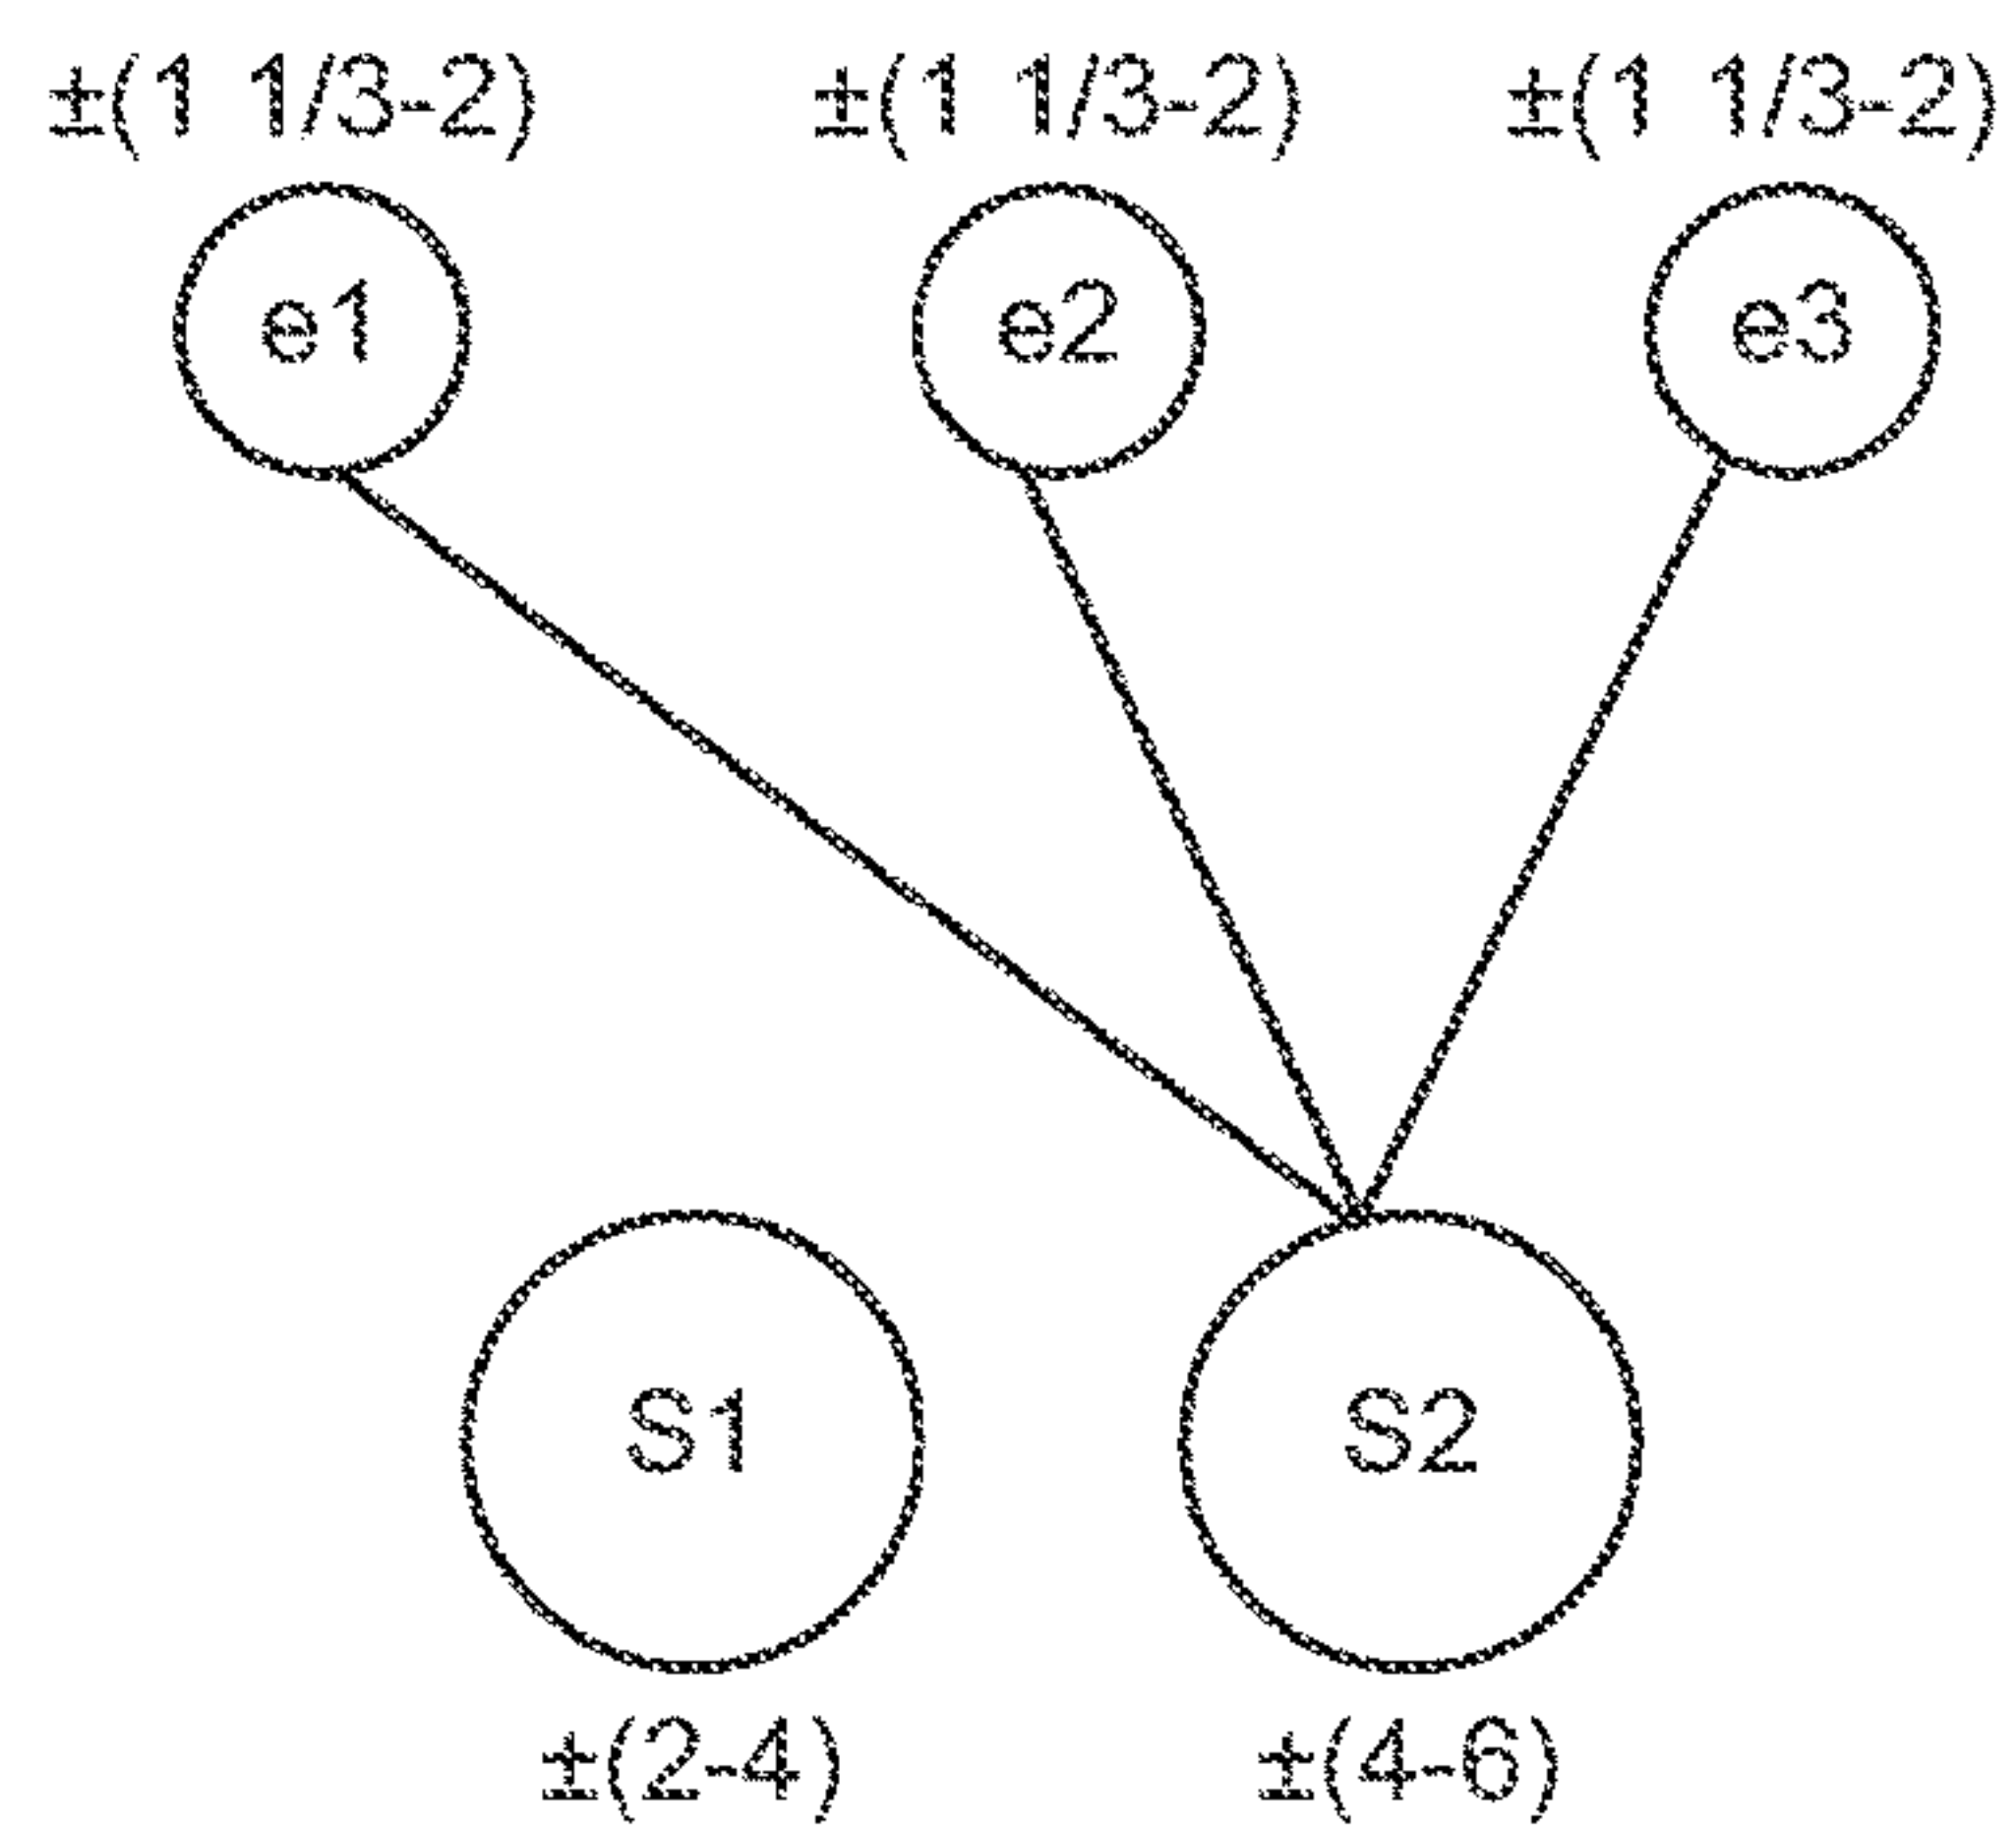 ±(1 1/3-2) ±(1 1/3-2) ±(1 1/3-2)
e1 e2 e3
S1 S2
±(2-4) ±(4-6)